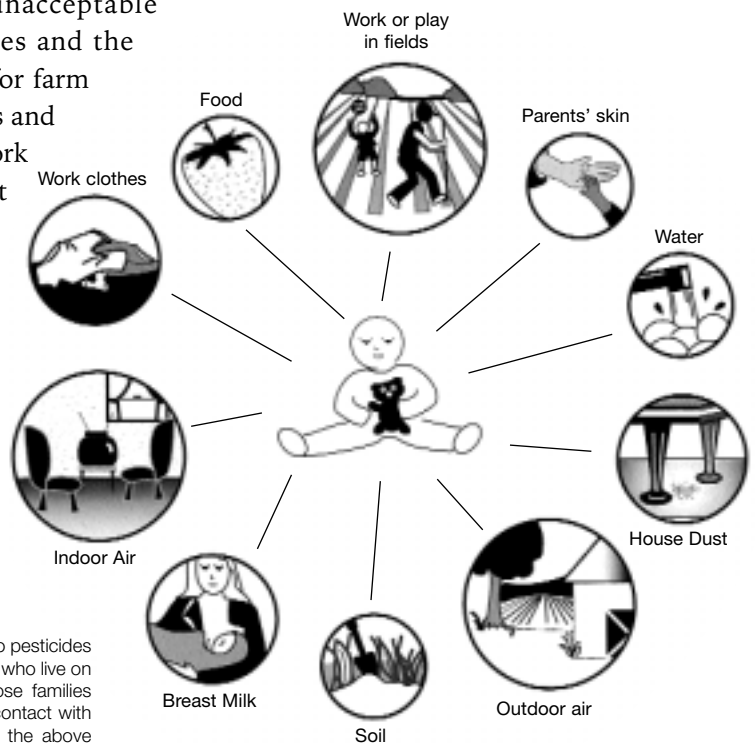 unacceptable
es and the
for farm
s and
ork
t
Work or play
in fields
Food
Parents' skin
Work clothes
Water
House Dust
Indoor Air
Breast Milk
Outdoor air
Soil
o pesticides
who live on
ose families
contact with
the above